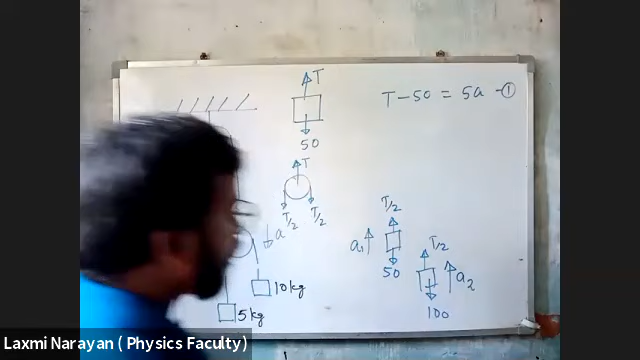 T
T-50 = 5a -①
50
T
T/2
T/2
a
T/2
a₁
50
T/2
a₂
100
10kg
5kg
Laxmi Narayan ( Physics Faculty)